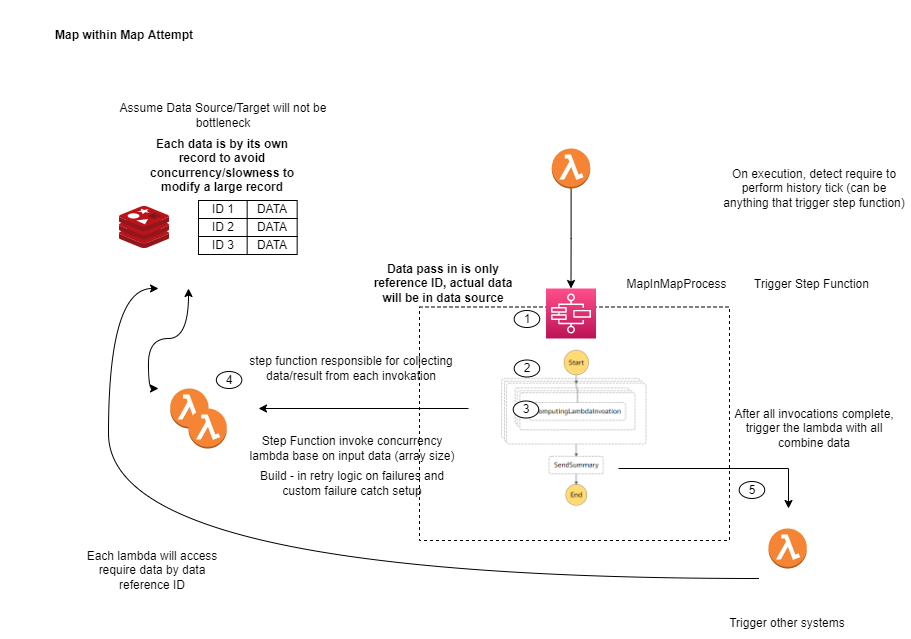 Map within Map Attempt
Assume Data Source/Target will not be
bottleneck
Each data is by its own
record to avoid
concurrency/slowness to
modify a large record
ID 1 DATA
ID 2 DATA
ID 3 DATA
On execution, detect require to
perform history tick (can be
anything that trigger step function)
Data pass in is only
reference ID, actual data
will be in data source
MapInMapProcess
Trigger Step Function
1
2
Start
step function responsible for collecting
data/result from each invokation
4
3
omputingLambdaInvoation
After all invocations complete,
trigger the lambda with all
combine data
Step Function invoke concurrency
lambda base on input data (array size)
Build - in retry logic on failures and
custom failure catch setup
SendSummary
End
5
Each lambda will access
require data by data
reference ID
Trigger other systems